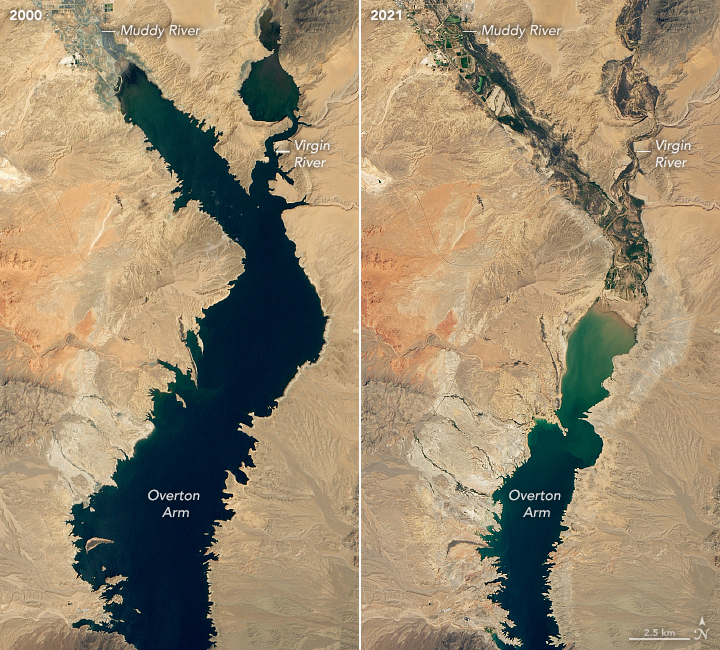 2000
Muddy River
Virgin
River
Overton
Arm
2021
Muddy River
Virgin
River
Overton
Arm
2.5 km
N